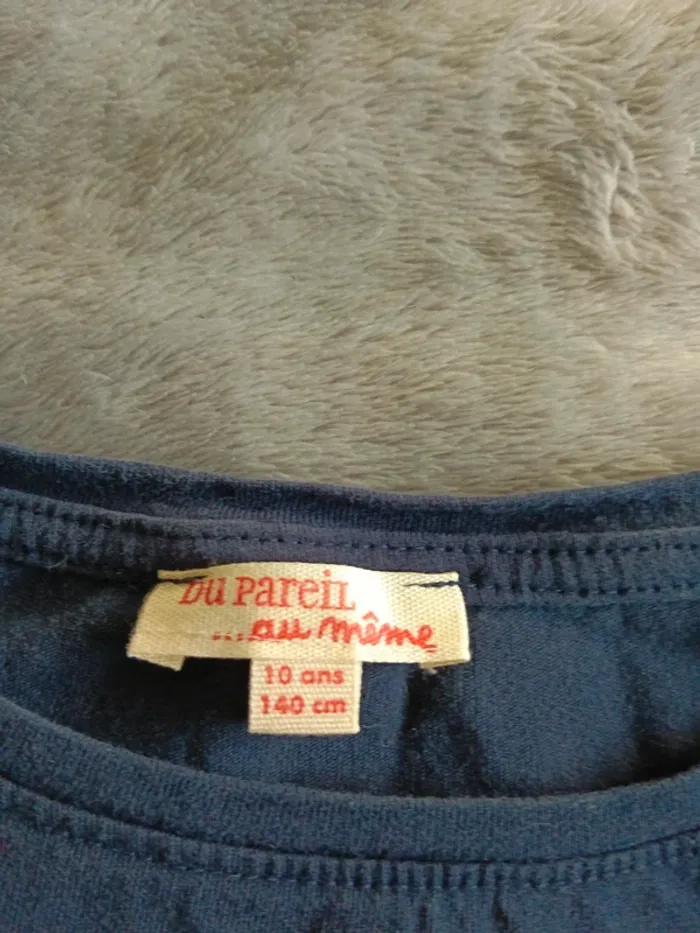 Du Pareil
...au même
10 ans
140 cm